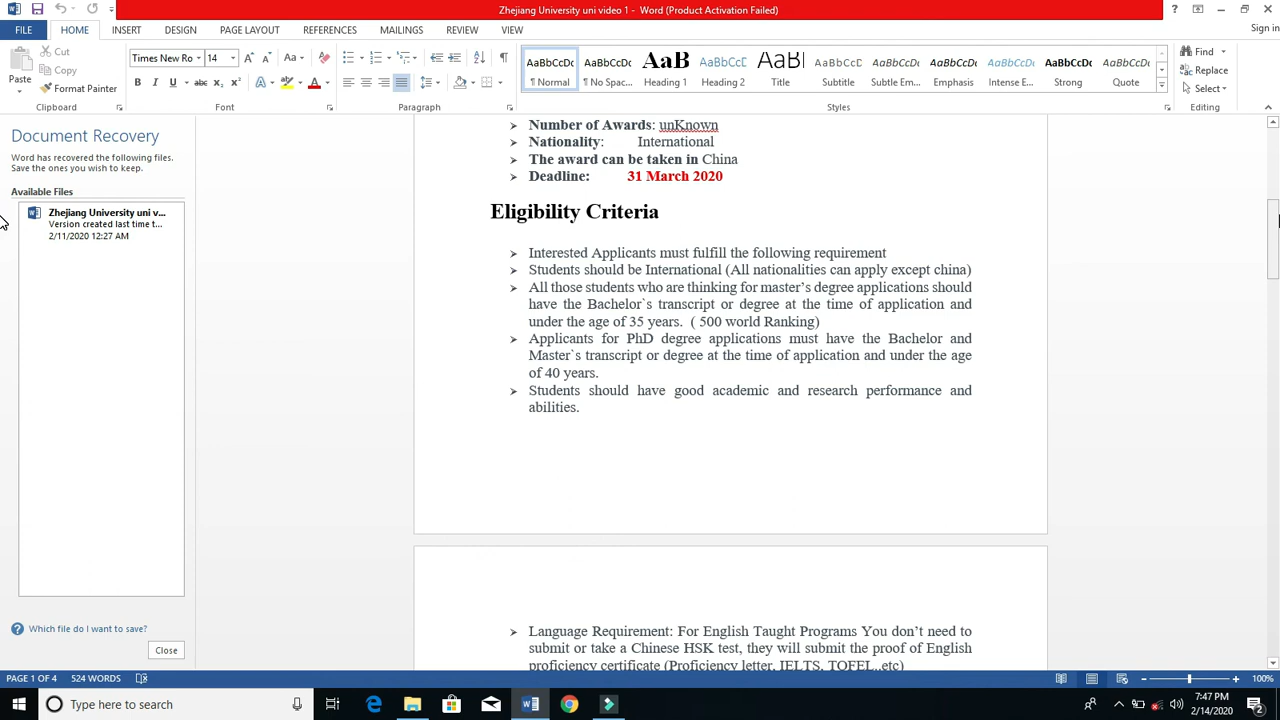 Zhejiang University uni video 1 - Word (Product Activation Failed)
FILE HOME INSERT DESIGN PAGE LAYOUT REFERENCES MAILINGS REVIEW VIEW Sign in
Paste
Cut
Copy
Format Painter
Clipboard
Times New Ro 14
Font
Paragraph
AaBbCcDc AaBbCcDc AaB AaBbCcD AaB AaBbCcD AaBbCcDc AaBbCcDc AaBbCcDc AaBbCcDc AaBbCcDc
¶ Normal ¶ No Spac... Heading 1 Heading 2 Title Subtitle Subtle Em... Emphasis Intense E... Strong Quote
Styles
Find
Replace
Select
Editing
Document Recovery
Word has recovered the following files.
Save the ones you wish to keep.
Available Files
Zhejiang University uni v...
Version created last time t...
2/11/2020 12:27 AM
Which file do I want to save?
Close
➢ Number of Awards: unKnown
➢ Nationality: International
➢ The award can be taken in China
➢ Deadline: 31 March 2020
Eligibility Criteria
➢ Interested Applicants must fulfill the following requirement
➢ Students should be International (All nationalities can apply except china)
➢ All those students who are thinking for master’s degree applications should
have the Bachelor`s transcript or degree at the time of application and
under the age of 35 years. ( 500 world Ranking)
➢ Applicants for PhD degree applications must have the Bachelor and
Master`s transcript or degree at the time of application and under the age
of 40 years.
➢ Students should have good academic and research performance and
abilities.
➢ Language Requirement: For English Taught Programs You don’t need to
submit or take a Chinese HSK test, they will submit the proof of English
proficiency certificate (Proficiency letter, IELTS, TOFEL,,etc)
PAGE 1 OF 4 524 WORDS 100%
Type here to search
7:47 PM
2/14/2020
2